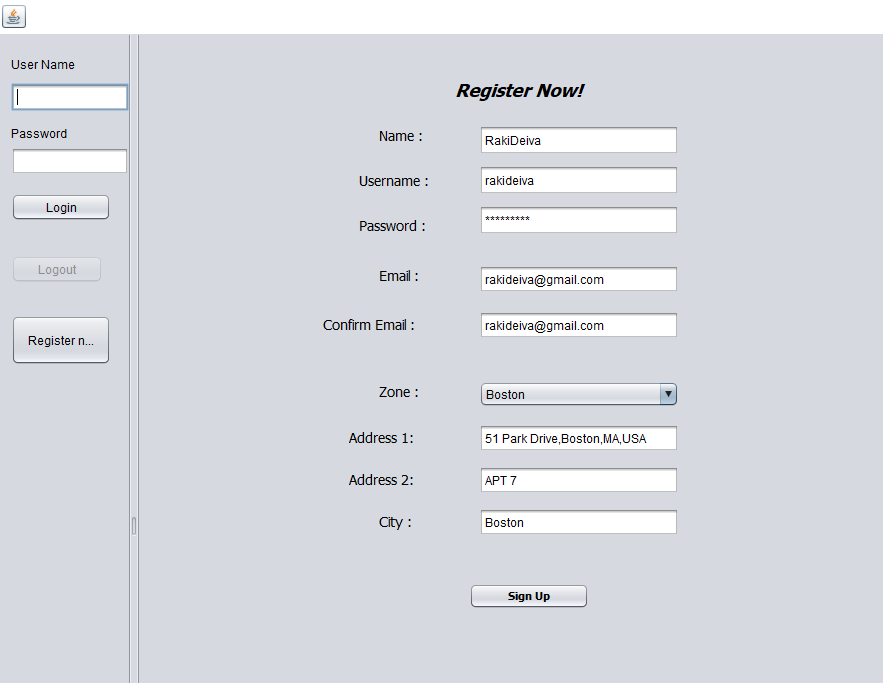 User Name
Password
Login
Logout
Register n...
Register Now!
Name : RakiDeiva
Username : rakideiva
Password : *********
Email : rakideiva@gmail.com
Confirm Email : rakideiva@gmail.com
Zone : Boston
Address 1: 51 Park Drive,Boston,MA,USA
Address 2: APT 7
City : Boston
Sign Up